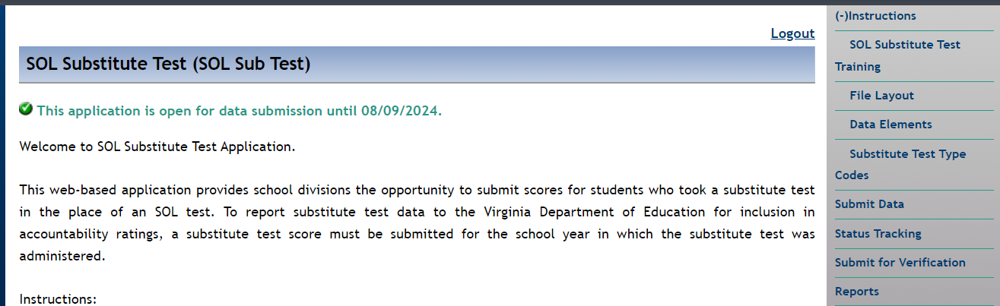 Logout
SOL Substitute Test (SOL Sub Test)
This application is open for data submission until 08/09/2024.
Welcome to SOL Substitute Test Application.
This web-based application provides school divisions the opportunity to submit scores for students who took a substitute test
in the place of an SOL test. To report substitute test data to the Virginia Department of Education for inclusion in
accountability ratings, a substitute test score must be submitted for the school year in which the substitute test was
administered.
Instructions:
(-)Instructions
SOL Substitute Test
Training
File Layout
Data Elements
Substitute Test Type
Codes
Submit Data
Status Tracking
Submit for Verification
Reports